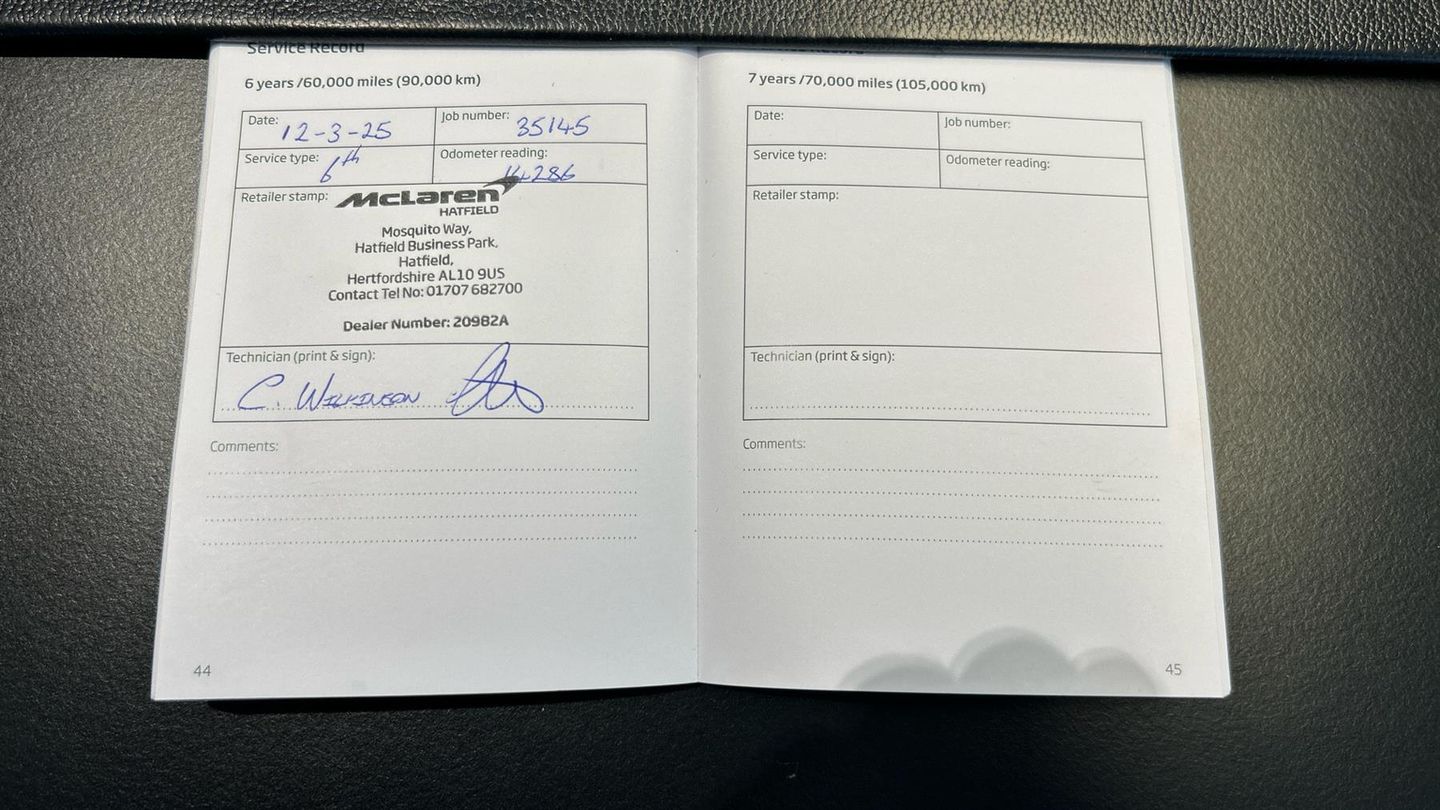 Service Record
6 years /60,000 miles (90,000 km)
Date: 12-3-25
Job number: 35145
Service type: 6th
Odometer reading: 14286
Retailer stamp:
McLaren
HATFIELD
Mosquito Way,
Hatfield Business Park,
Hatfield,
Hertfordshire AL10 9US
Contact Tel No: 01707 682700
Dealer Number: 20982A
Technician (print & sign):
C. WILKINSON
Comments:
44
7 years /70,000 miles (105,000 km)
Date:
Job number:
Service type:
Odometer reading:
Retailer stamp:
Technician (print & sign):
Comments:
45